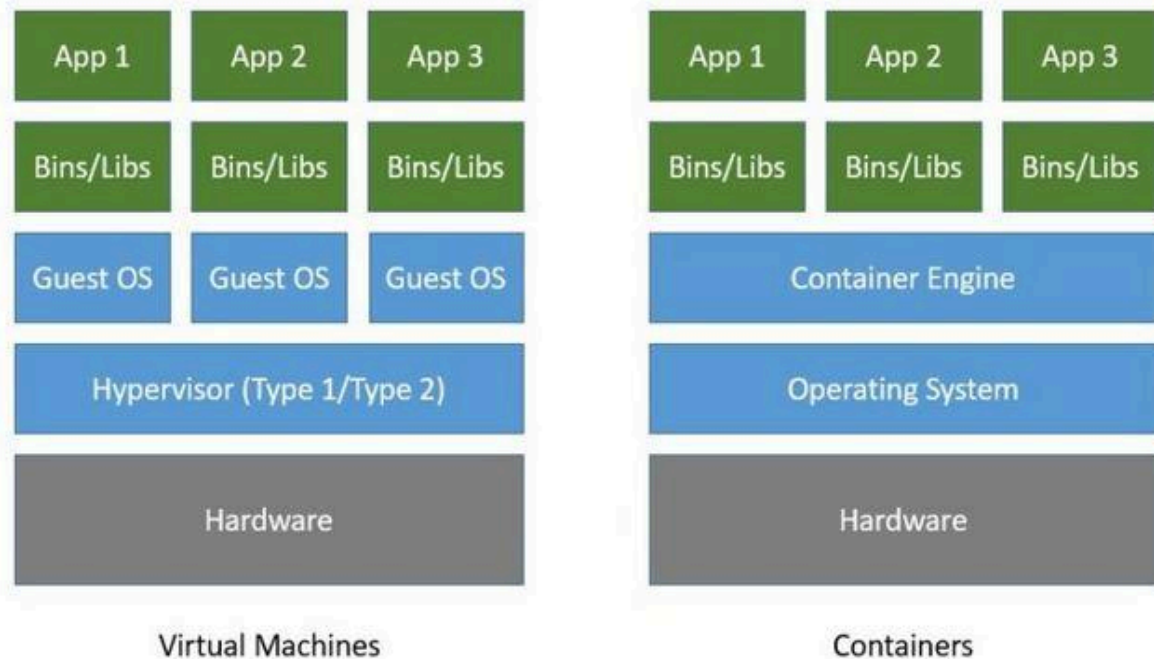 App 1 App 2 App 3
Bins/Libs Bins/Libs Bins/Libs
Guest OS Guest OS Guest OS
Hypervisor (Type 1/Type 2)
Hardware
Virtual Machines
App 1 App 2 App 3
Bins/Libs Bins/Libs Bins/Libs
Container Engine
Operating System
Hardware
Containers